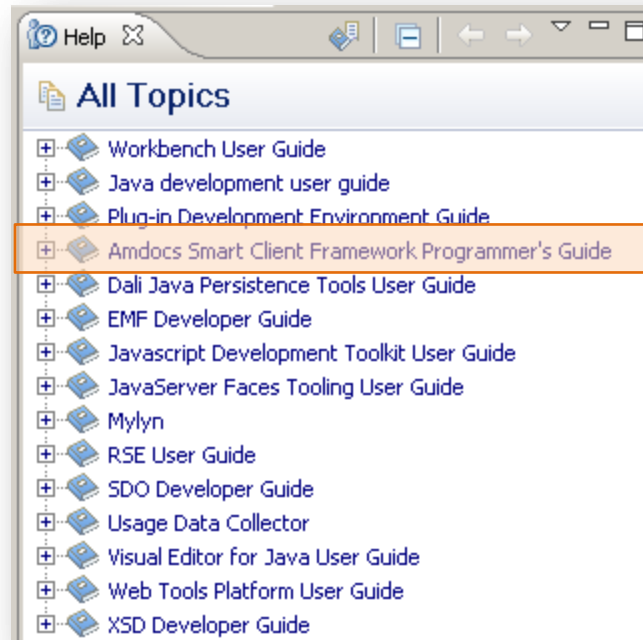 Help
All Topics
Workbench User Guide
Java development user guide
Plug-in Development Environment Guide
Amdocs Smart Client Framework Programmer's Guide
Dali Java Persistence Tools User Guide
EMF Developer Guide
Javascript Development Toolkit User Guide
JavaServer Faces Tooling User Guide
Mylyn
RSE User Guide
SDO Developer Guide
Usage Data Collector
Visual Editor for Java User Guide
Web Tools Platform User Guide
XSD Developer Guide